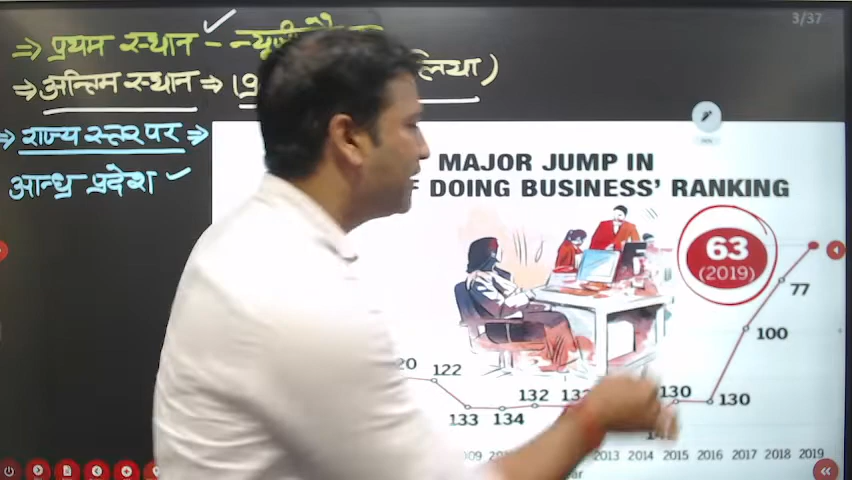 3/37
⇒ प्रथम स्थान -
⇒ अन्तिम स्थान ⇒
⇒ राज्य स्तर पर ⇒
आन्ध्र प्रदेश
MAJOR JUMP IN
DOING BUSINESS' RANKING
63
(2019)
77
100
122
132
130
130
133
134
2013 2014 2015 2016 2017 2018 2019